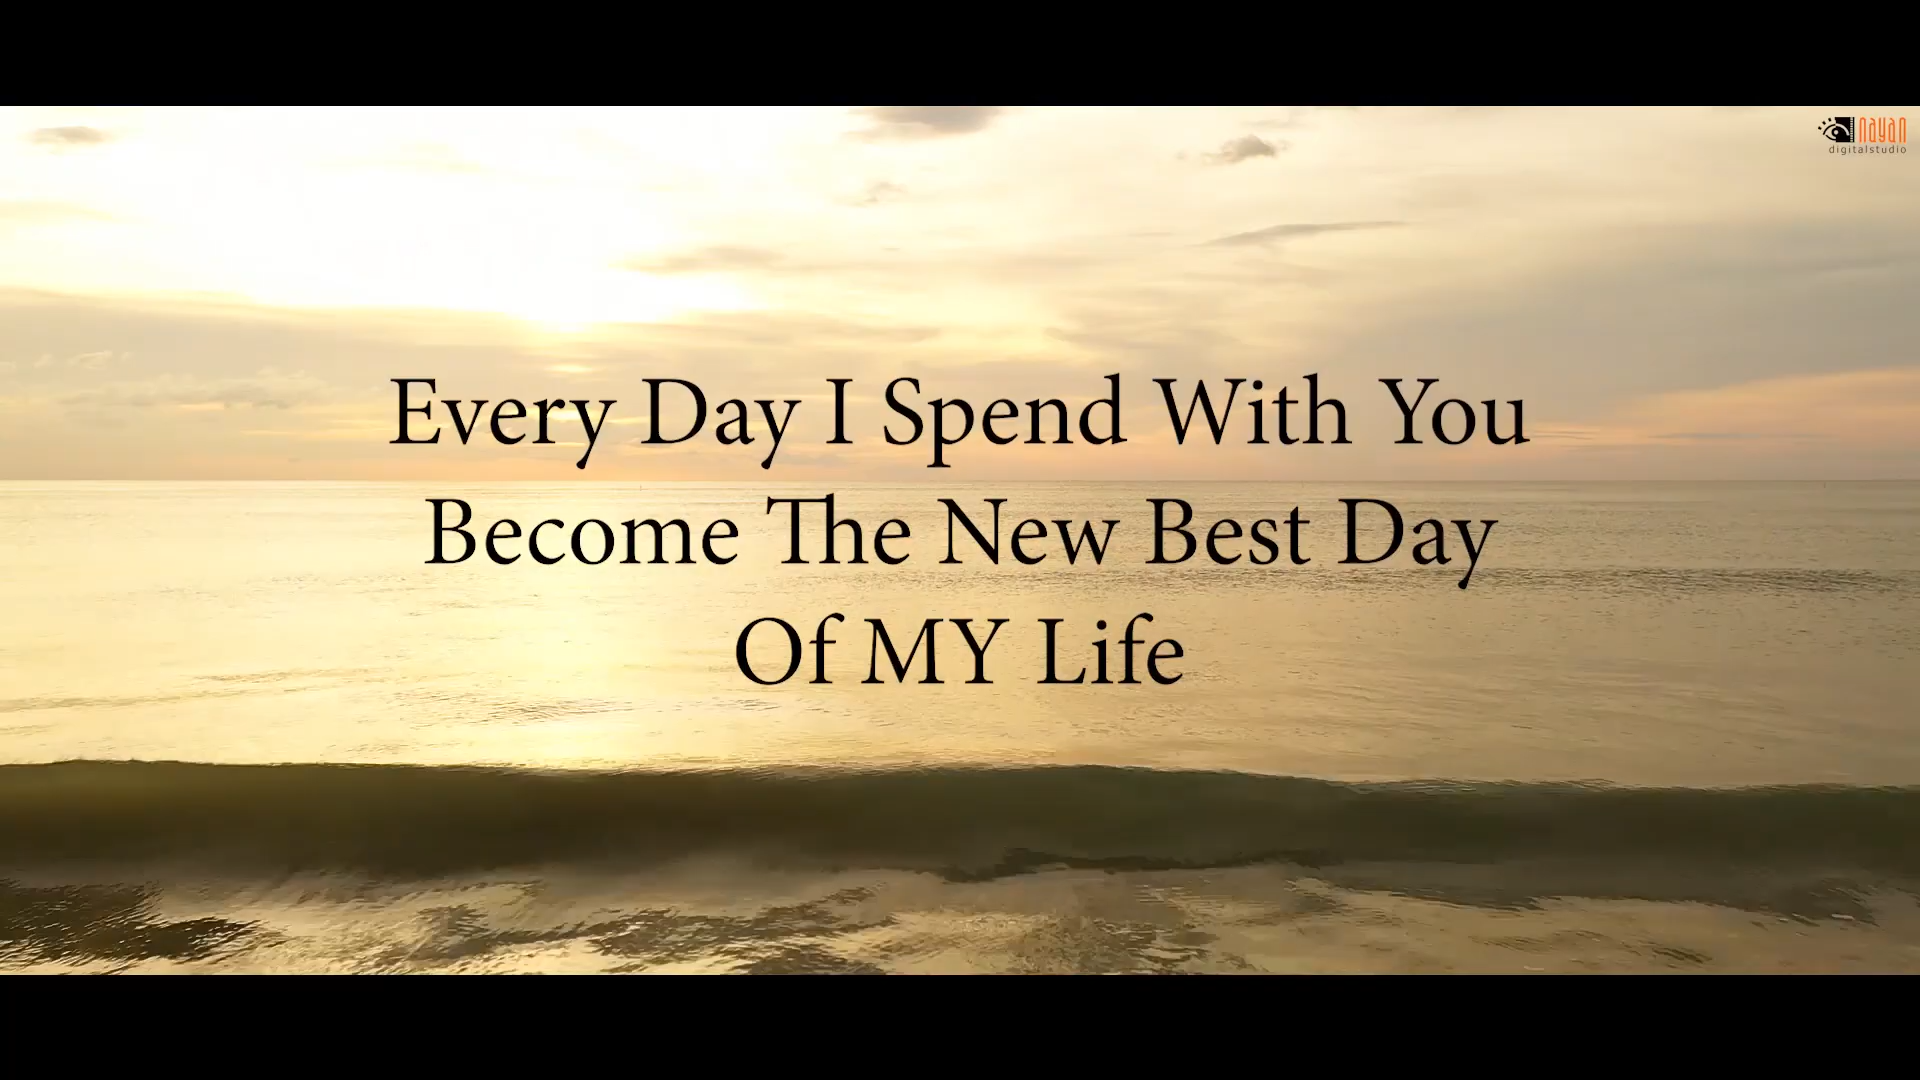 nayan
digitalstudio
Every Day I Spend With You
Become The New Best Day
Of MY Life